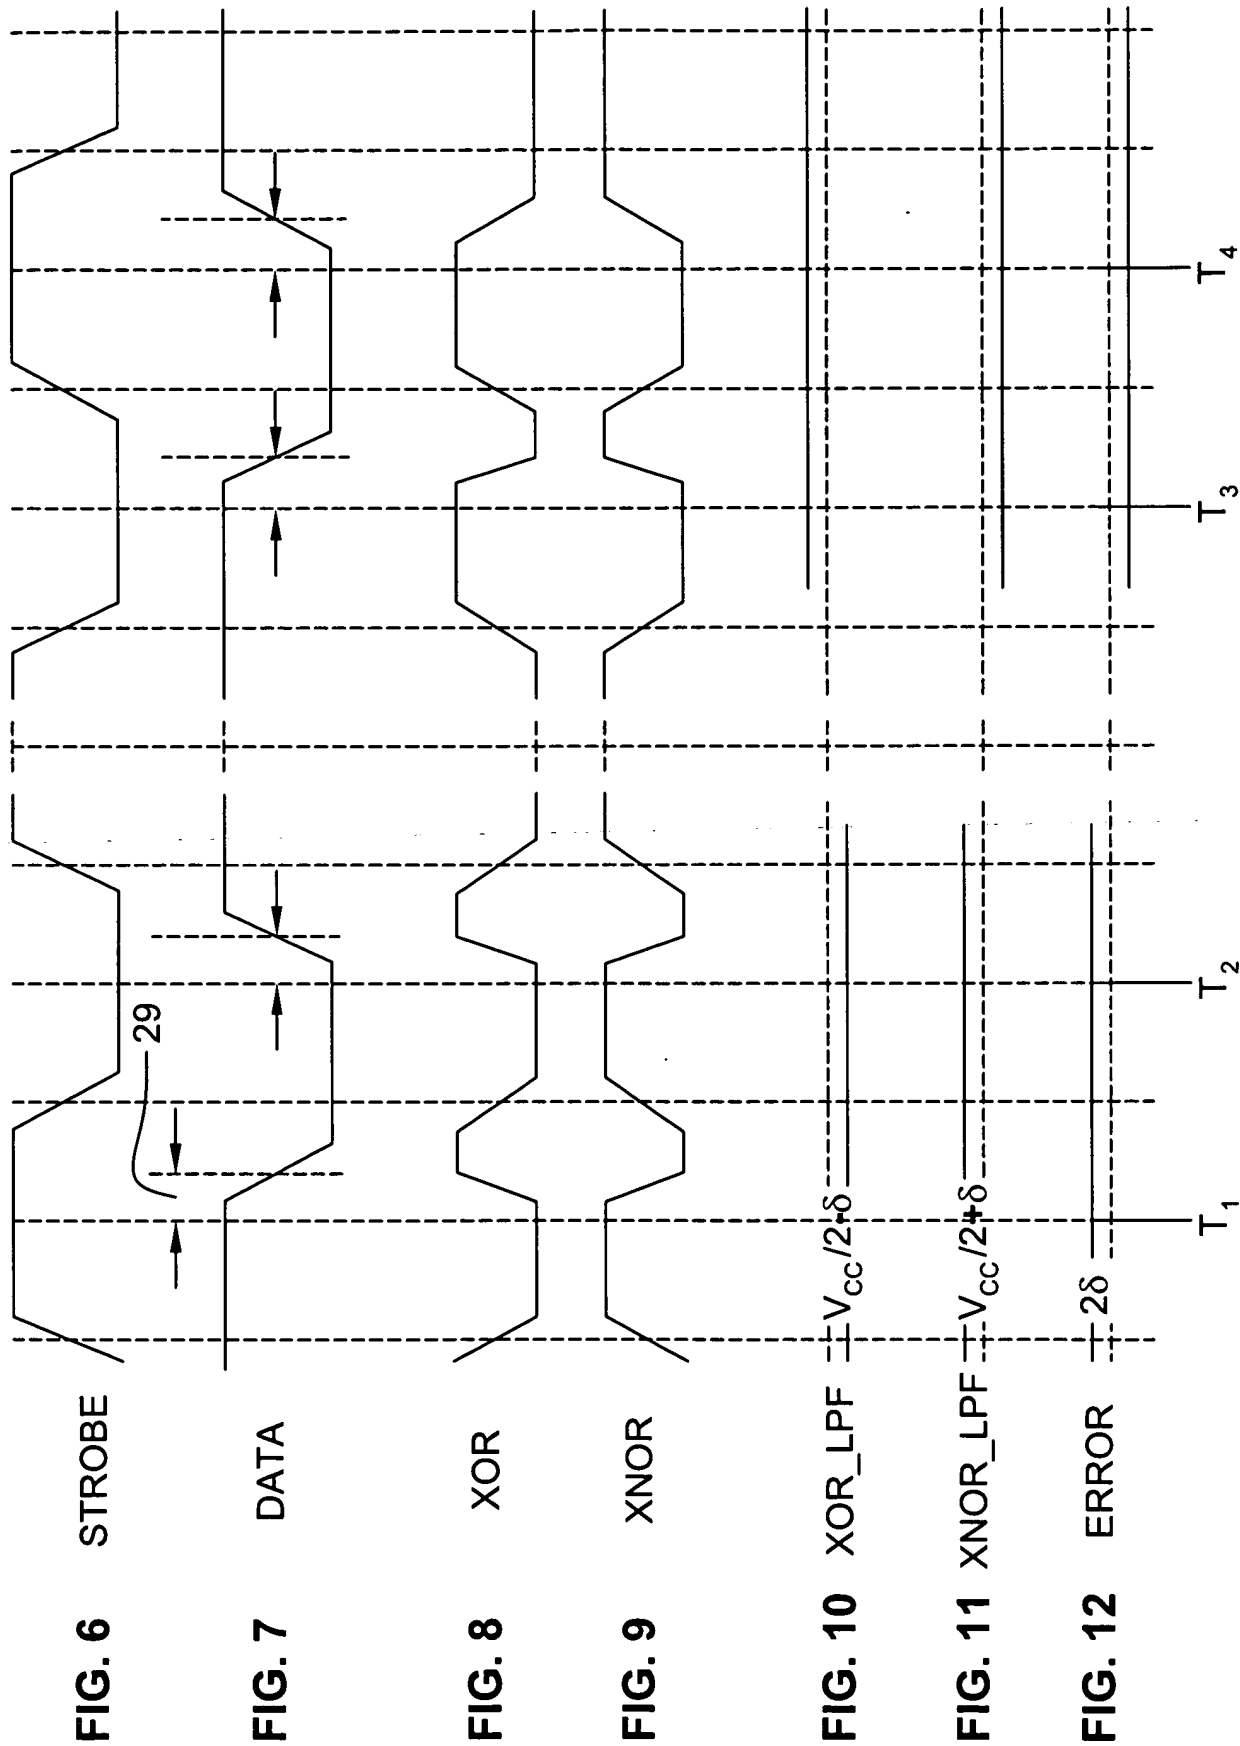 FIG. 6 STROBE
29
FIG. 7 DATA
FIG. 8 XOR
FIG. 9 XNOR
FIG. 10 XOR_LPF V_CC/2-δ
FIG. 11 XNOR_LPF V_CC/2+δ
FIG. 12 ERROR 2δ
T_1 T_2 T_3 T_4